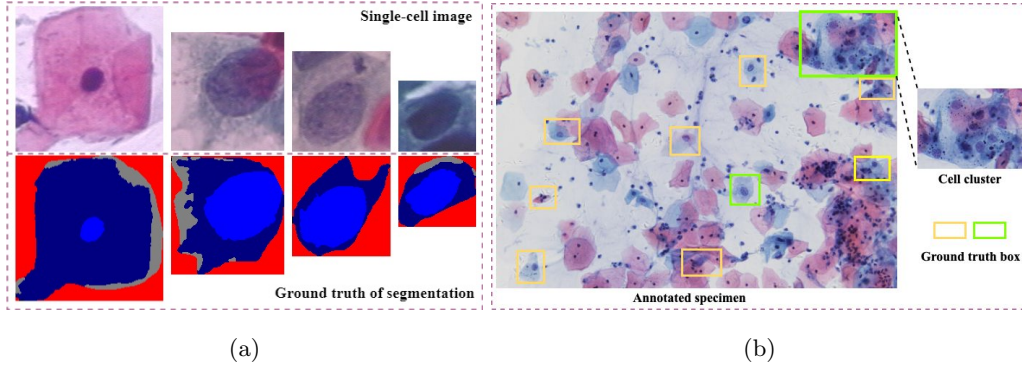 Single-cell image
Ground truth of segmentation
Cell cluster
Ground truth box
Annotated specimen
(a)
(b)